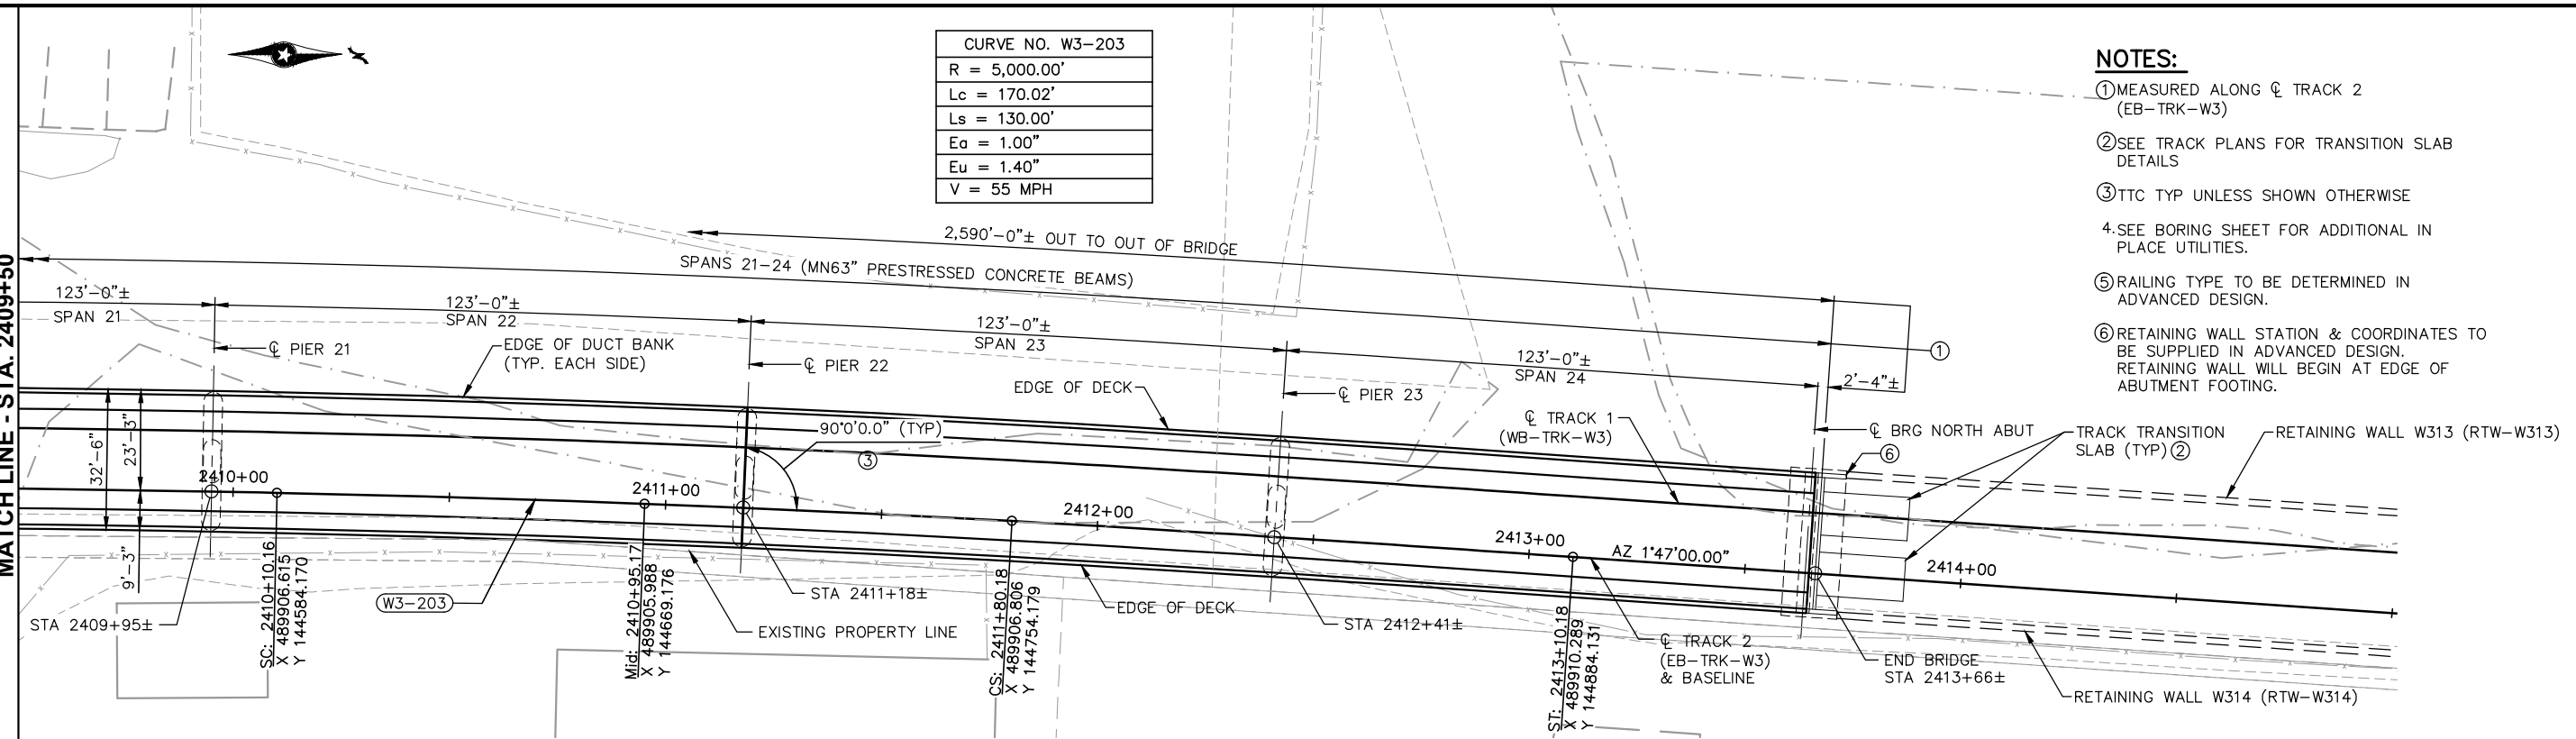 MATCH LINE - STA. 2409+50
CURVE NO. W3-203
R = 5,000.00'
Lc = 170.02'
Ls = 130.00'
Ea = 1.00"
Eu = 1.40"
V = 55 MPH
2,590'-0"± OUT TO OUT OF BRIDGE
SPANS 21-24 (MN63" PRESTRESSED CONCRETE BEAMS)
123'-0"±
SPAN 21
123'-0"±
SPAN 22
123'-0"±
SPAN 23
123'-0"±
SPAN 24
2'-4"±
1
℄ PIER 21
EDGE OF DUCT BANK
(TYP. EACH SIDE)
℄ PIER 22
EDGE OF DECK
℄ PIER 23
℄ TRACK 1
(WB-TRK-W3)
℄ BRG NORTH ABUT
6
TRACK TRANSITION
SLAB (TYP) 2
RETAINING WALL W313 (RTW-W313)
32'-6"
23'-3"
9'-3"
90°0'0.0" (TYP)
3
2410+00
2411+00
2412+00
2413+00
AZ 1°47'00.00"
2414+00
STA 2409+95±
W3-203
SC: 2410+10.16
X 489906.615
Y 144584.170
Mid: 2410+95.17
X 489905.988
Y 144669.176
STA 2411+18±
EXISTING PROPERTY LINE
CS: 2411+80.18
X 489906.806
Y 144754.179
EDGE OF DECK
STA 2412+41±
ST: 2413+10.18
X 489910.289
Y 144884.131
℄ TRACK 2
(EB-TRK-W3)
& BASELINE
END BRIDGE
STA 2413+66±
RETAINING WALL W314 (RTW-W314)
NOTES:
1 MEASURED ALONG ℄ TRACK 2
(EB-TRK-W3)
2 SEE TRACK PLANS FOR TRANSITION SLAB
DETAILS
3 TTC TYP UNLESS SHOWN OTHERWISE
4. SEE BORING SHEET FOR ADDITIONAL IN
PLACE UTILITIES.
5 RAILING TYPE TO BE DETERMINED IN
ADVANCED DESIGN.
6 RETAINING WALL STATION & COORDINATES TO
BE SUPPLIED IN ADVANCED DESIGN.
RETAINING WALL WILL BEGIN AT EDGE OF
ABUTMENT FOOTING.